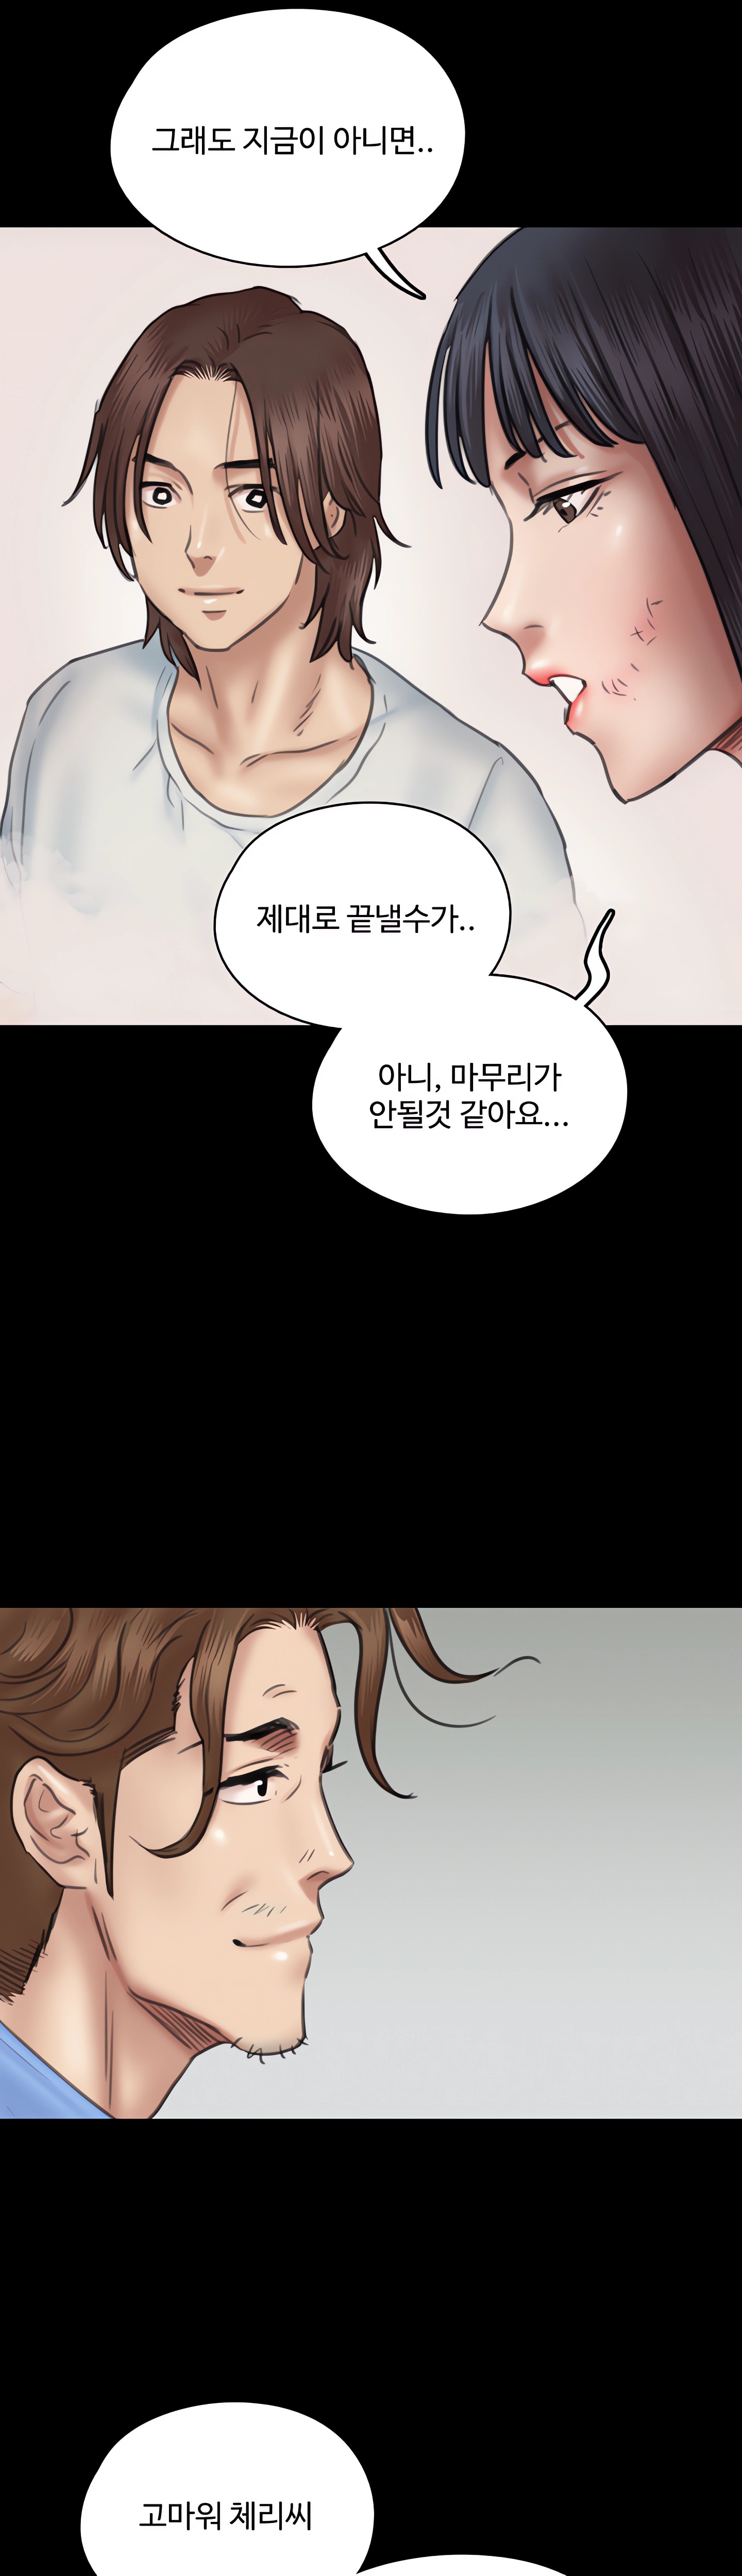 그래도 지금이 아니면..
제대로 끝낼수가..
아니, 마무리가
안될것 같아요...
고마워 체리씨